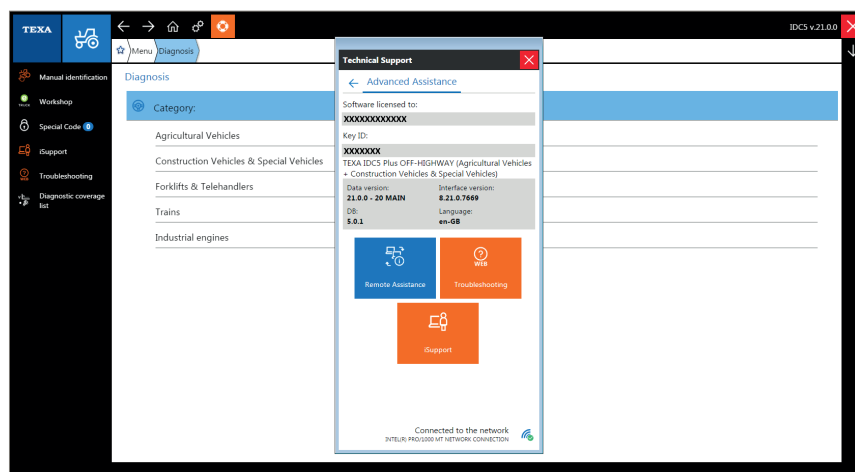 TEXA
IDC5 v.21.0.0
Menu
Diagnosis
Manual identification
TRUCK
Workshop
Special Code 0
iSupport
Troubleshooting
Diagnostic coverage
list
Diagnosis
Category:
Agricultural Vehicles
Construction Vehicles & Special Vehicles
Forklifts & Telehandlers
Trains
Industrial engines
Technical Support
Advanced Assistance
Software licensed to:
XXXXXXXXXXXX
Key ID:
XXXXXXX
TEXA IDC5 Plus OFF-HIGHWAY (Agricultural Vehicles
+ Construction Vehicles & Special Vehicles)
Data version:
21.0.0 - 20 MAIN
Interface version:
8.21.0.7669
DB:
5.0.1
Language:
en-GB
Remote Assistance
WEB
Troubleshooting
iSupport
Connected to the network
INTEL(R) PRO/1000 MT NETWORK CONNECTION